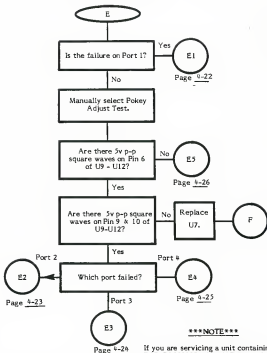 E
Is the failure on Port 1?
Yes
E1
Page 4-22
No
Manually select Pokey
Adjust Test.
Are there 5v p-p
square waves on Pin 6
of U9 - U12?
No
E5
Page 4-26
Yes
Are there 5v p-p square
waves on Pin 9 & 10 of
U9-U12?
No
Replace
U7.
F
Yes
Port 2
Port 4
E2
Which port failed?
E4
Page 4-23
Page 4-25
Port 3
E3
Page 4-24
***NOTE***
If you are servicing a unit containin